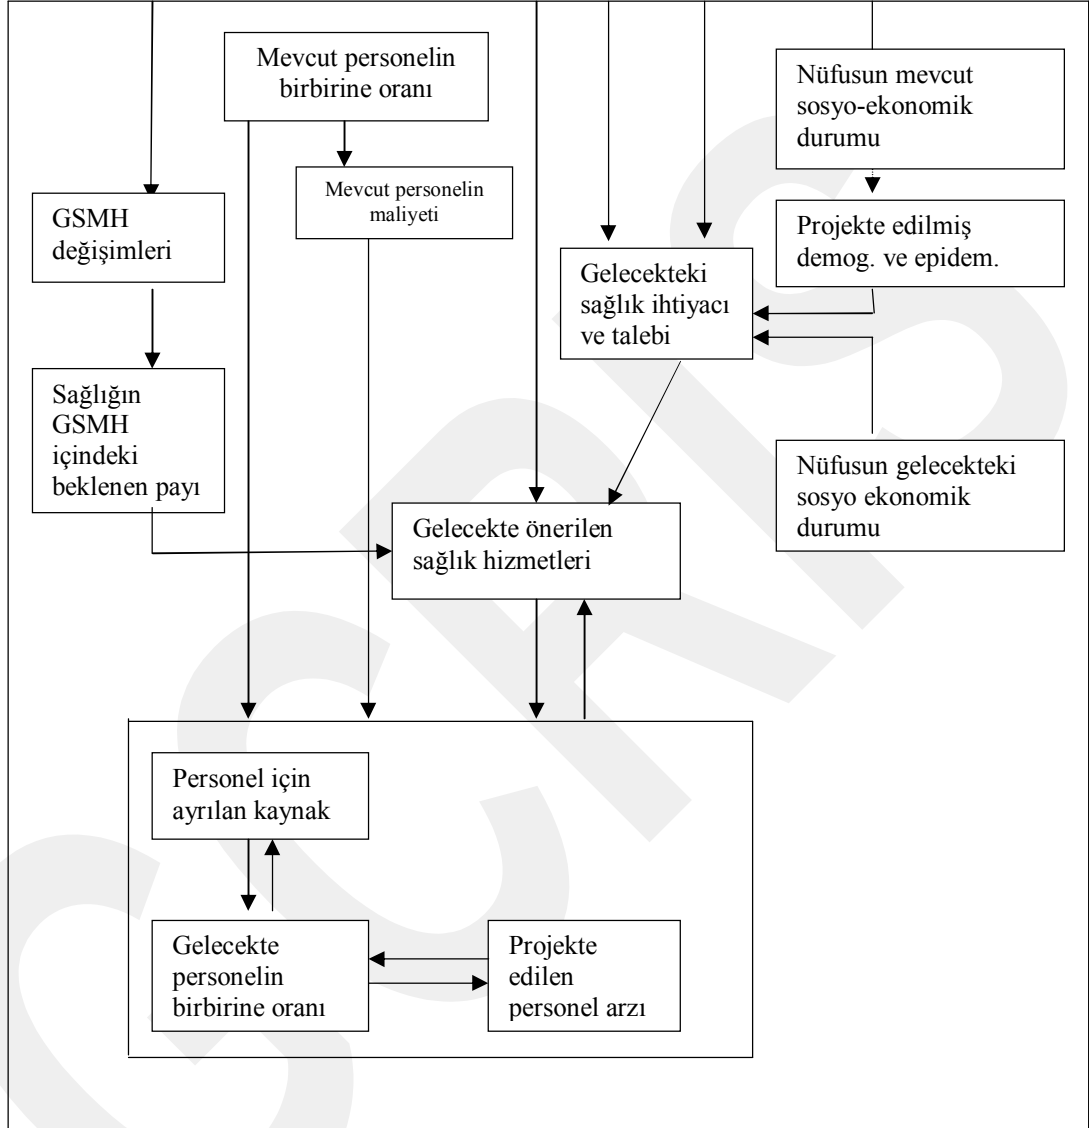 Mevcut personelin
birbirine oranı
Nüfusun mevcut
sosyo-ekonomik
durumu
Mevcut personelin
maliyeti
GSMH
değişimleri
Projekte edilmiş
demog. ve epidem.
Gelecekteki
sağlık ihtiyacı
ve talebi
Sağlığın
GSMH
içindeki
beklenen payı
Nüfusun gelecekteki
sosyo ekonomik
durumu
Gelecekte önerilen
sağlık hizmetleri
Personel için
ayrılan kaynak
Gelecekte
personelin
birbirine oranı
Projekte
edilen
personel arzı
GCRIS